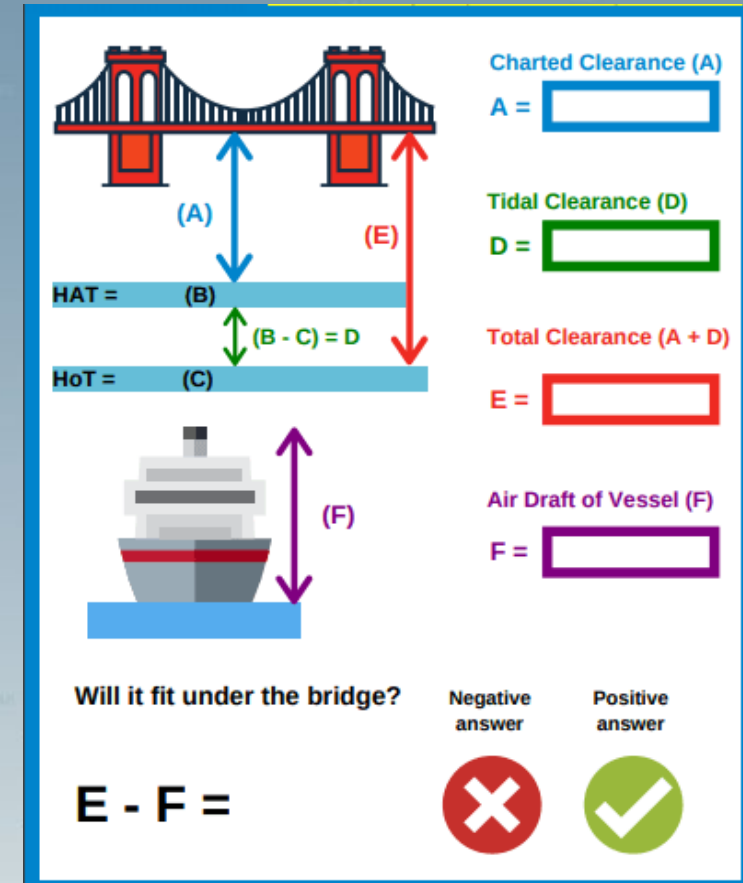 Charted Clearance (A)
A =
(A)
(E)
Tidal Clearance (D)
D =
HAT = (B)
(B - C) = D
Total Clearance (A + D)
HoT = (C)
E =
Air Draft of Vessel (F)
(F)
F =
Will it fit under the bridge?
Negative
answer
Positive
answer
E - F =